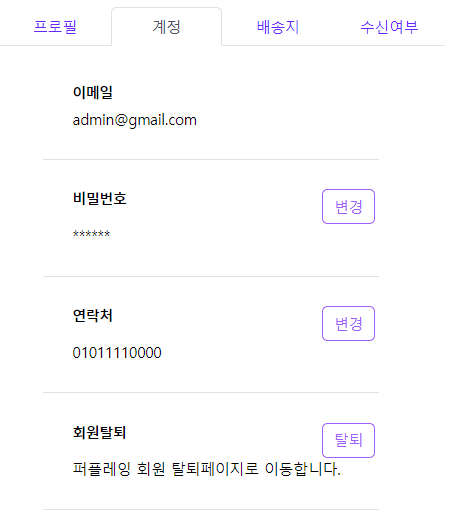 프로필 계정 배송지 수신여부
이메일
admin@gmail.com
비밀번호 변경
******
연락처 변경
01011110000
회원탈퇴 탈퇴
퍼플레잉 회원 탈퇴페이지로 이동합니다.